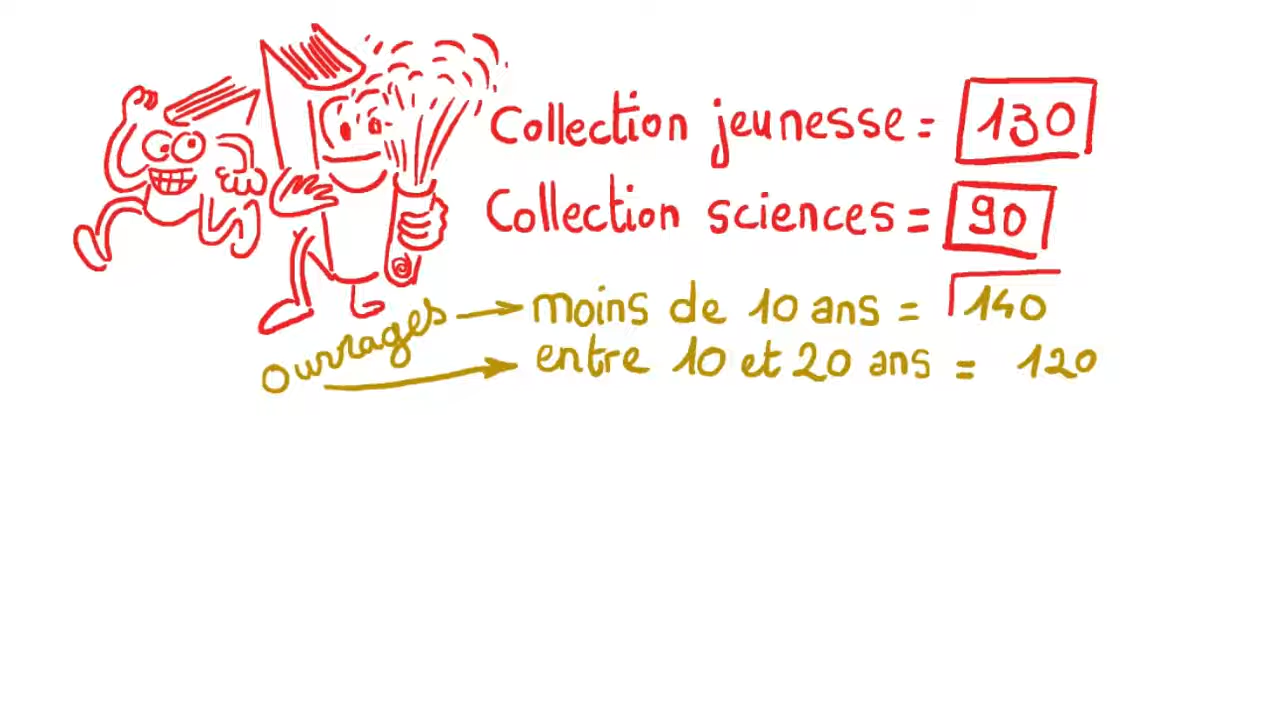 Collection jeunesse = 130
Collection sciences = 90
Ouvrages → moins de 10 ans = 140
→ entre 10 et 20 ans = 120